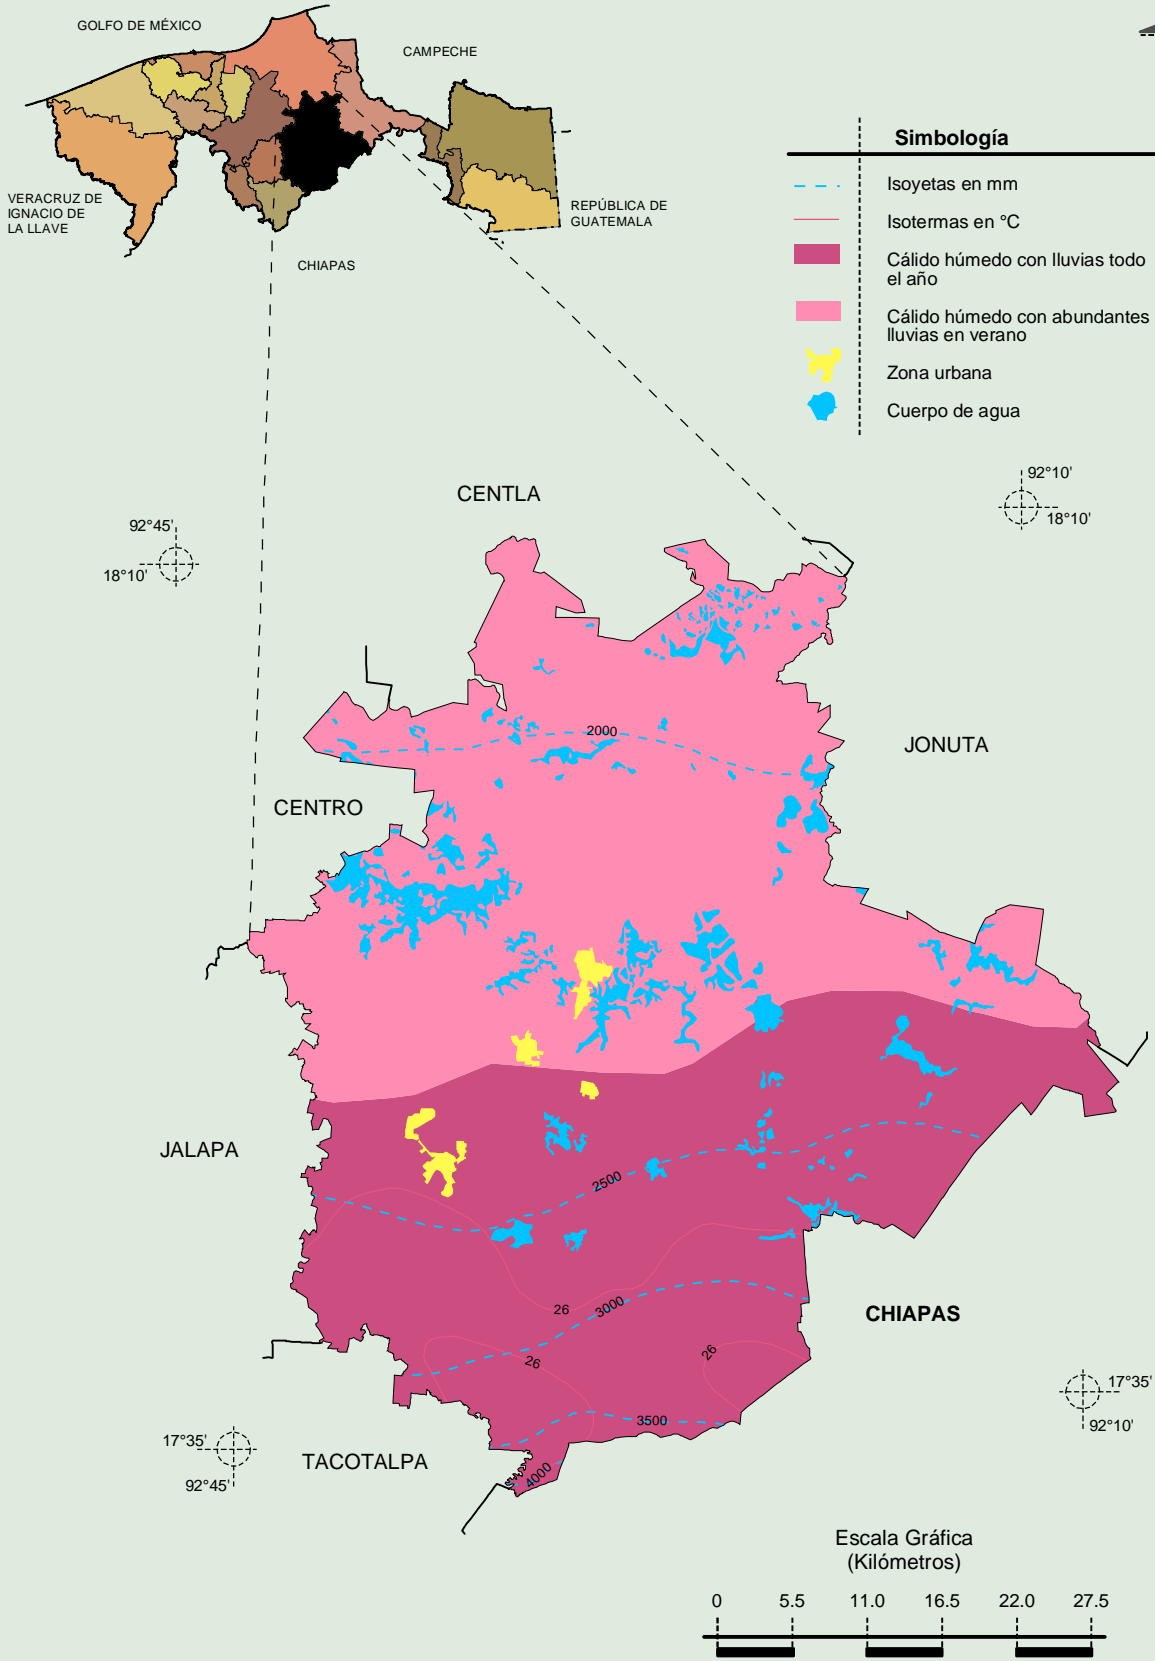 GOLFO DE MÉXICO
CAMPECHE
VERACRUZ DE
IGNACIO DE
LA LLAVE
REPÚBLICA DE
GUATEMALA
CHIAPAS
Simbología
Isoyetas en mm
Isotermas en °C
Cálido húmedo con lluvias todo
el año
Cálido húmedo con abundantes
lluvias en verano
Zona urbana
Cuerpo de agua
92°10'
18°10'
92°45'
18°10'
CENTLA
2000
JONUTA
CENTRO
JALAPA
2500
26
3000
CHIAPAS
26
26
3500
4000
17°35'
92°10'
17°35'
92°45'
TACOTALPA
Escala Gráfica
(Kilómetros)
0 5.5 11.0 16.5 22.0 27.5